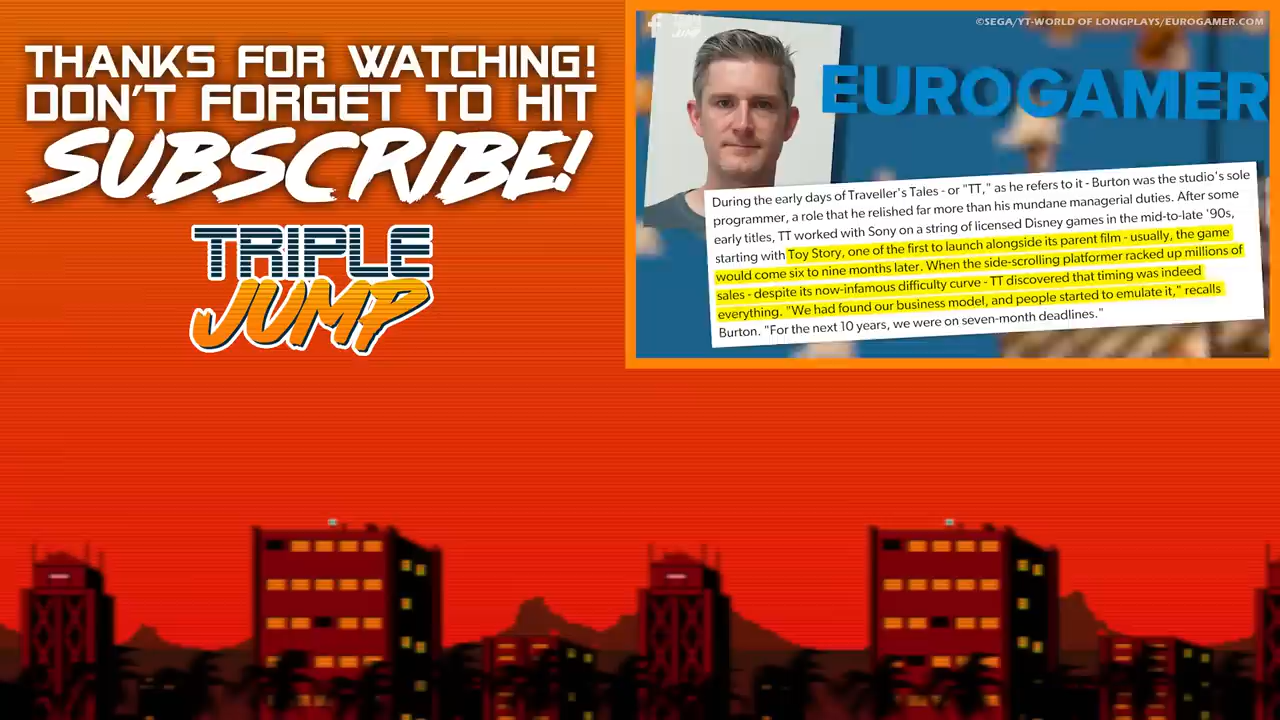 THANKS FOR WATCHING!
DON'T FORGET TO HIT
SUBSCRIBE!
TRIPLE
JUMP
©SEGA/YT-WORLD OF LONGPLAYS/EUROGAMER.COM
EUROGAMER
During the early days of Traveller's Tales - or "TT," as he refers to it - Burton was the studio's sole
programmer, a role that he relished far more than his mundane managerial duties. After some
early titles, TT worked with Sony on a string of licensed Disney games in the mid-to-late '90s,
starting with Toy Story, one of the first to launch alongside its parent film - usually, the game
would come six to nine months later. When the side-scrolling platformer racked up millions of
sales - despite its now-infamous difficulty curve - TT discovered that timing was indeed
everything. "We had found our business model, and people started to emulate it," recalls
Burton. "For the next 10 years, we were on seven-month deadlines."